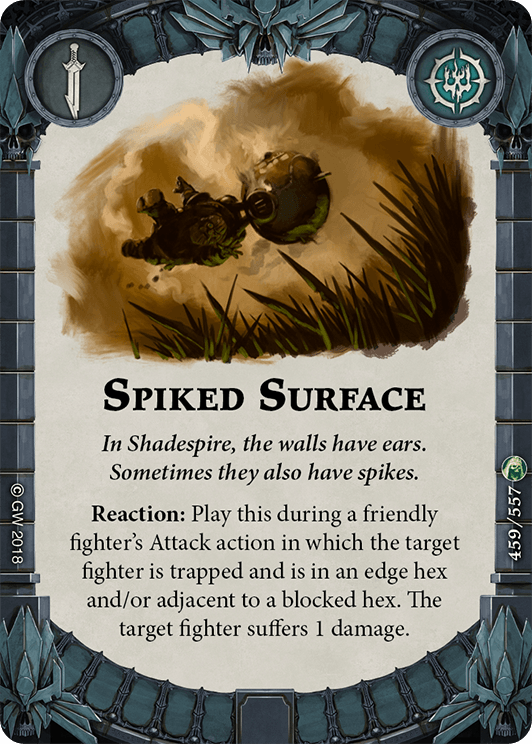 Spiked Surface
In Shadespire, the walls have ears.
Sometimes they also have spikes.
Reaction: Play this during a friendly
fighter's Attack action in which the target
fighter is trapped and is in an edge hex
and/or adjacent to a blocked hex. The
target fighter suffers 1 damage.
©GW 2018
459/557